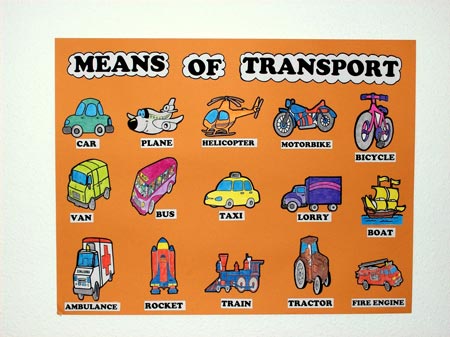 MEANS OF TRANSPORT
CAR PLANE HELICOPTER MOTORBIKE BICYCLE
VAN BUS TAXI LORRY BOAT
AMBULANCE ROCKET TRAIN TRACTOR FIRE ENGINE